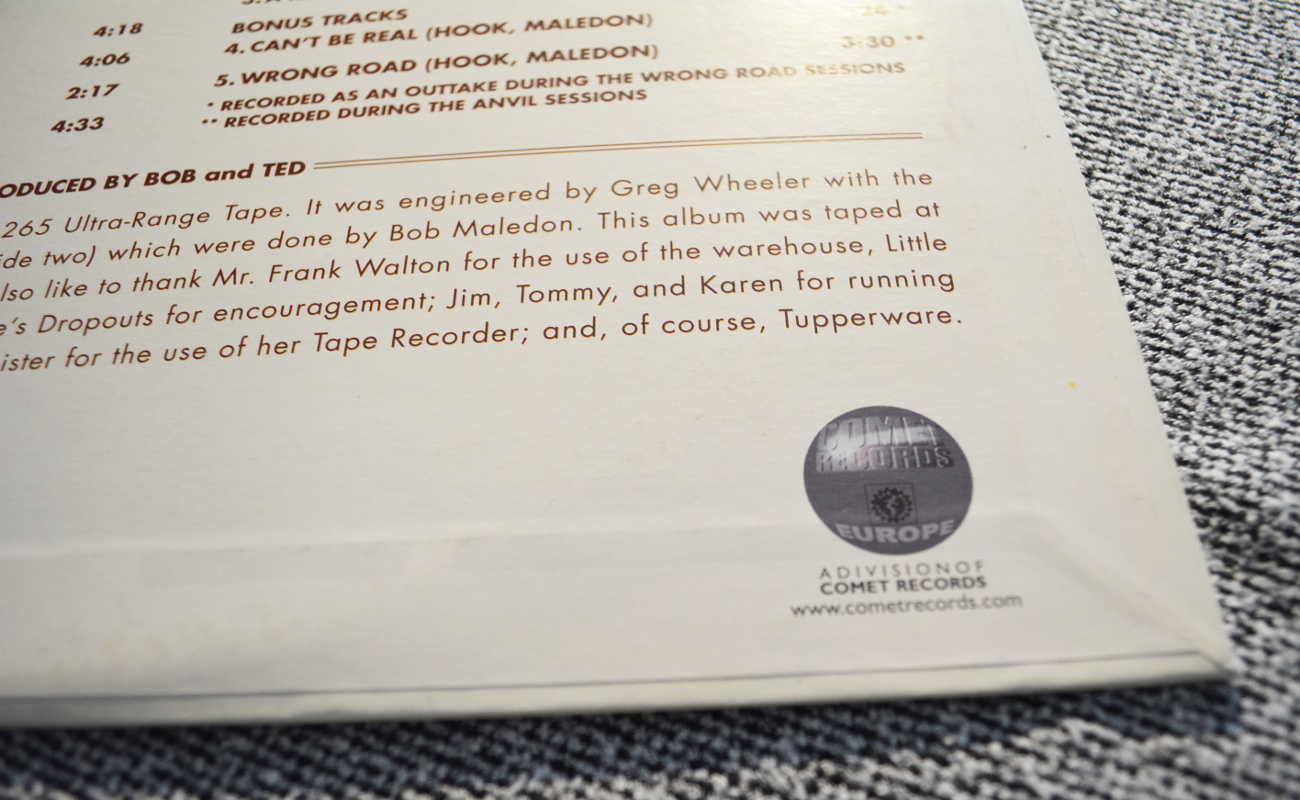 4:18
BONUS TRACKS
4:06
4. CAN'T BE REAL (HOOK, MALEDON)
2:17
5. WRONG ROAD (HOOK, MALEDON) 3:30 **
4:33
* RECORDED AS AN OUTTAKE DURING THE WRONG ROAD SESSIONS
** RECORDED DURING THE ANVIL SESSIONS
ODUCED BY BOB and TED
265 Ultra-Range Tape. It was engineered by Greg Wheeler with the
ide two) which were done by Bob Maledon. This album was taped at
lso like to thank Mr. Frank Walton for the use of the warehouse, Little
e's Dropouts for encouragement; Jim, Tommy, and Karen for running
ister for the use of her Tape Recorder; and, of course, Tupperware.
COMET
RECORDS
EUROPE
A DIVISION OF
COMET RECORDS
www.cometrecords.com